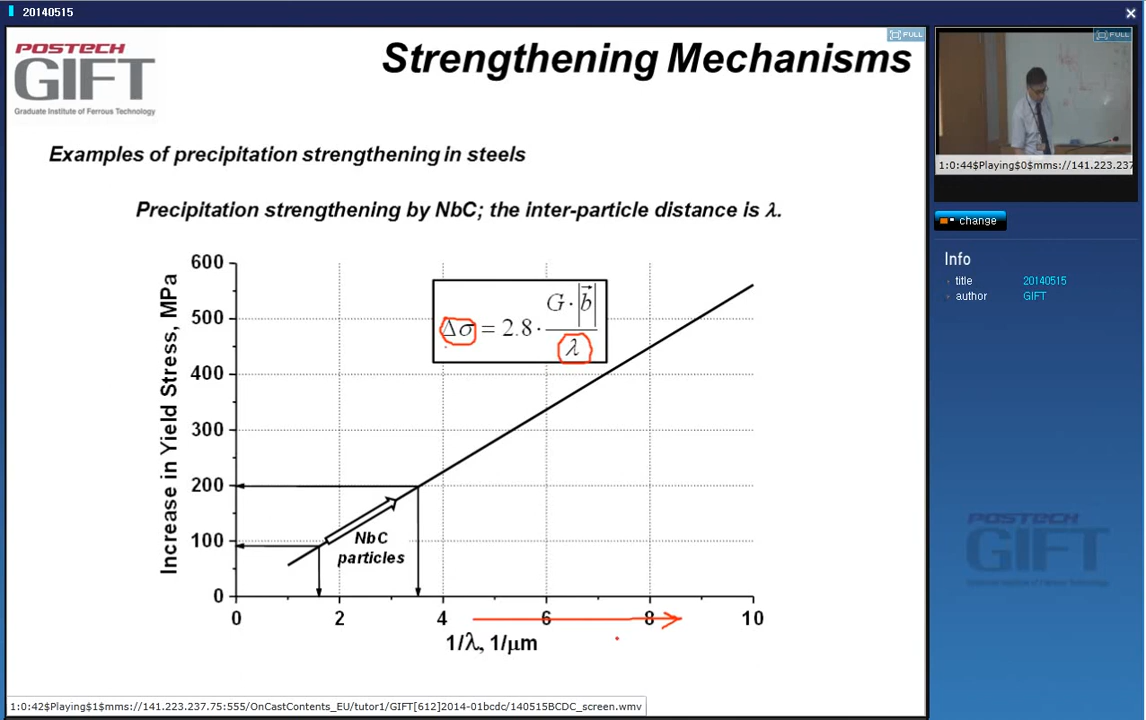 20140515
FULL
POSTECH
GIFT
Graduate Institute of Ferrous Technology
Strengthening Mechanisms
Examples of precipitation strengthening in steels
Precipitation strengthening by NbC; the inter-particle distance is λ.
Increase in Yield Stress, MPa
600
500
400
300
200
100
0
Δσ = 2.8 · G · |b⃗| / λ
NbC
particles
0 2 4 6 8 10
1/λ, 1/μm
1:0:42$Playing$1$mms://141.223.237.75:555/OnCastContents_EU/tutor1/GIFT[612]2014-01bcdc/140515BCDC_screen.wmv
FULL
1:0:44$Playing$0$mms://141.223.237
change
Info
title 20140515
author GIFT
POSTECH
GIFT